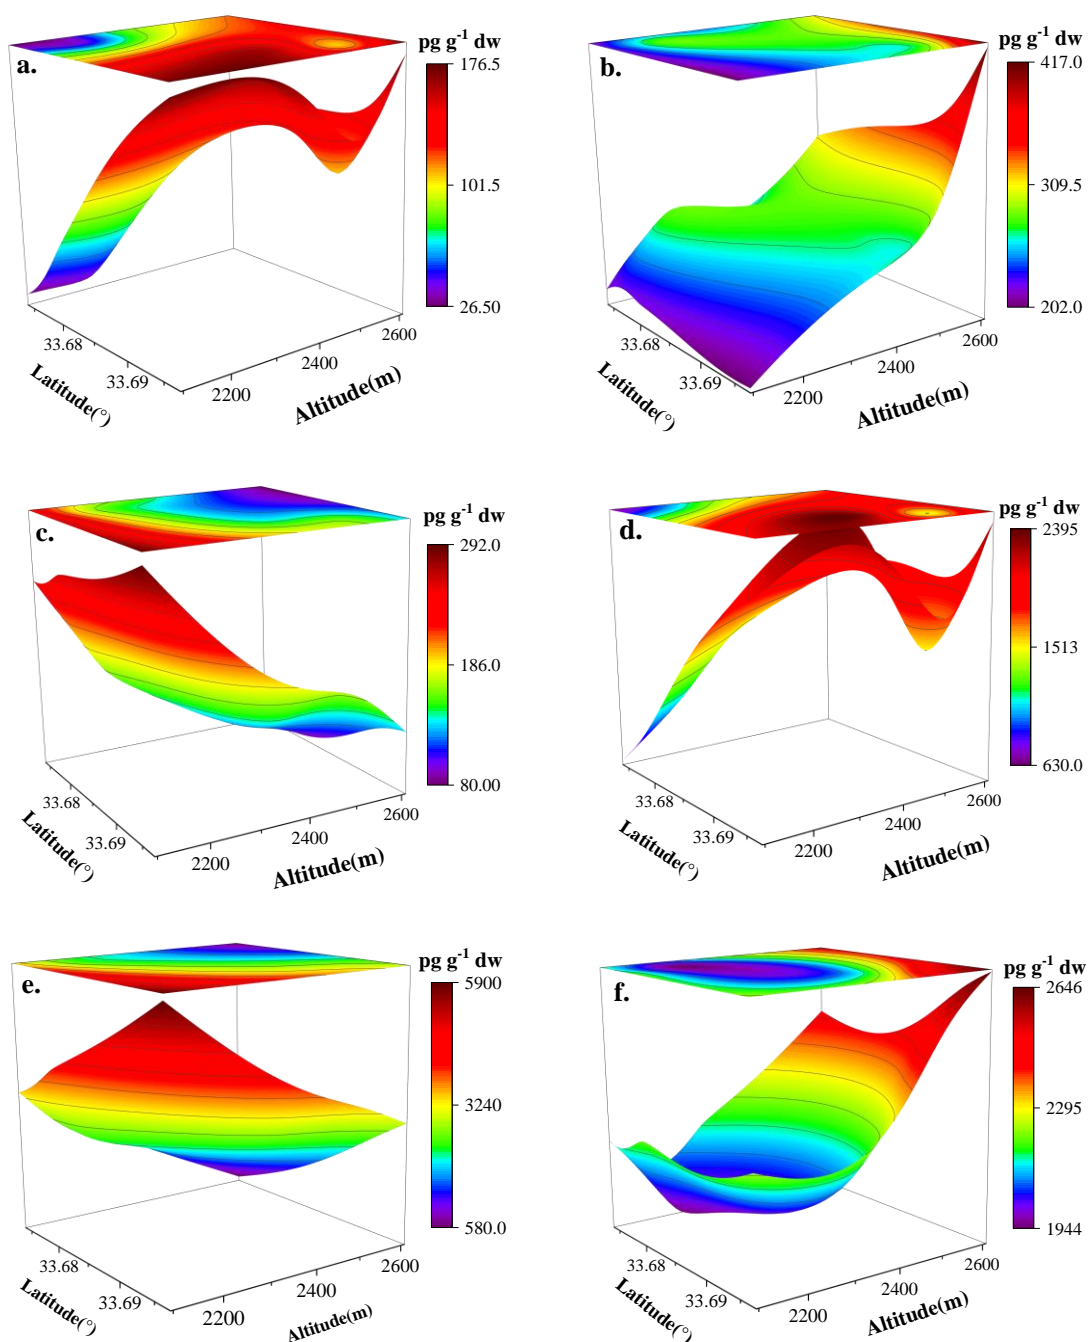 a.
pg g⁻¹ dw
176.5
101.5
26.50
33.68
33.69
Latitude(°)
2200
2400
2600
Altitude(m)
b.
pg g⁻¹ dw
417.0
309.5
202.0
33.68
33.69
Latitude(°)
2200
2400
2600
Altitude(m)
c.
pg g⁻¹ dw
292.0
186.0
80.00
33.68
33.69
Latitude(°)
2200
2400
2600
Altitude(m)
d.
pg g⁻¹ dw
2395
1513
630.0
33.68
33.69
Latitude(°)
2200
2400
2600
Altitude(m)
e.
pg g⁻¹ dw
5900
3240
580.0
33.68
33.69
Latitude(°)
2200
2400
2600
Altitude(m)
f.
pg g⁻¹ dw
2646
2295
1944
33.68
33.69
Latitude(°)
2200
2400
2600
Altitude(m)